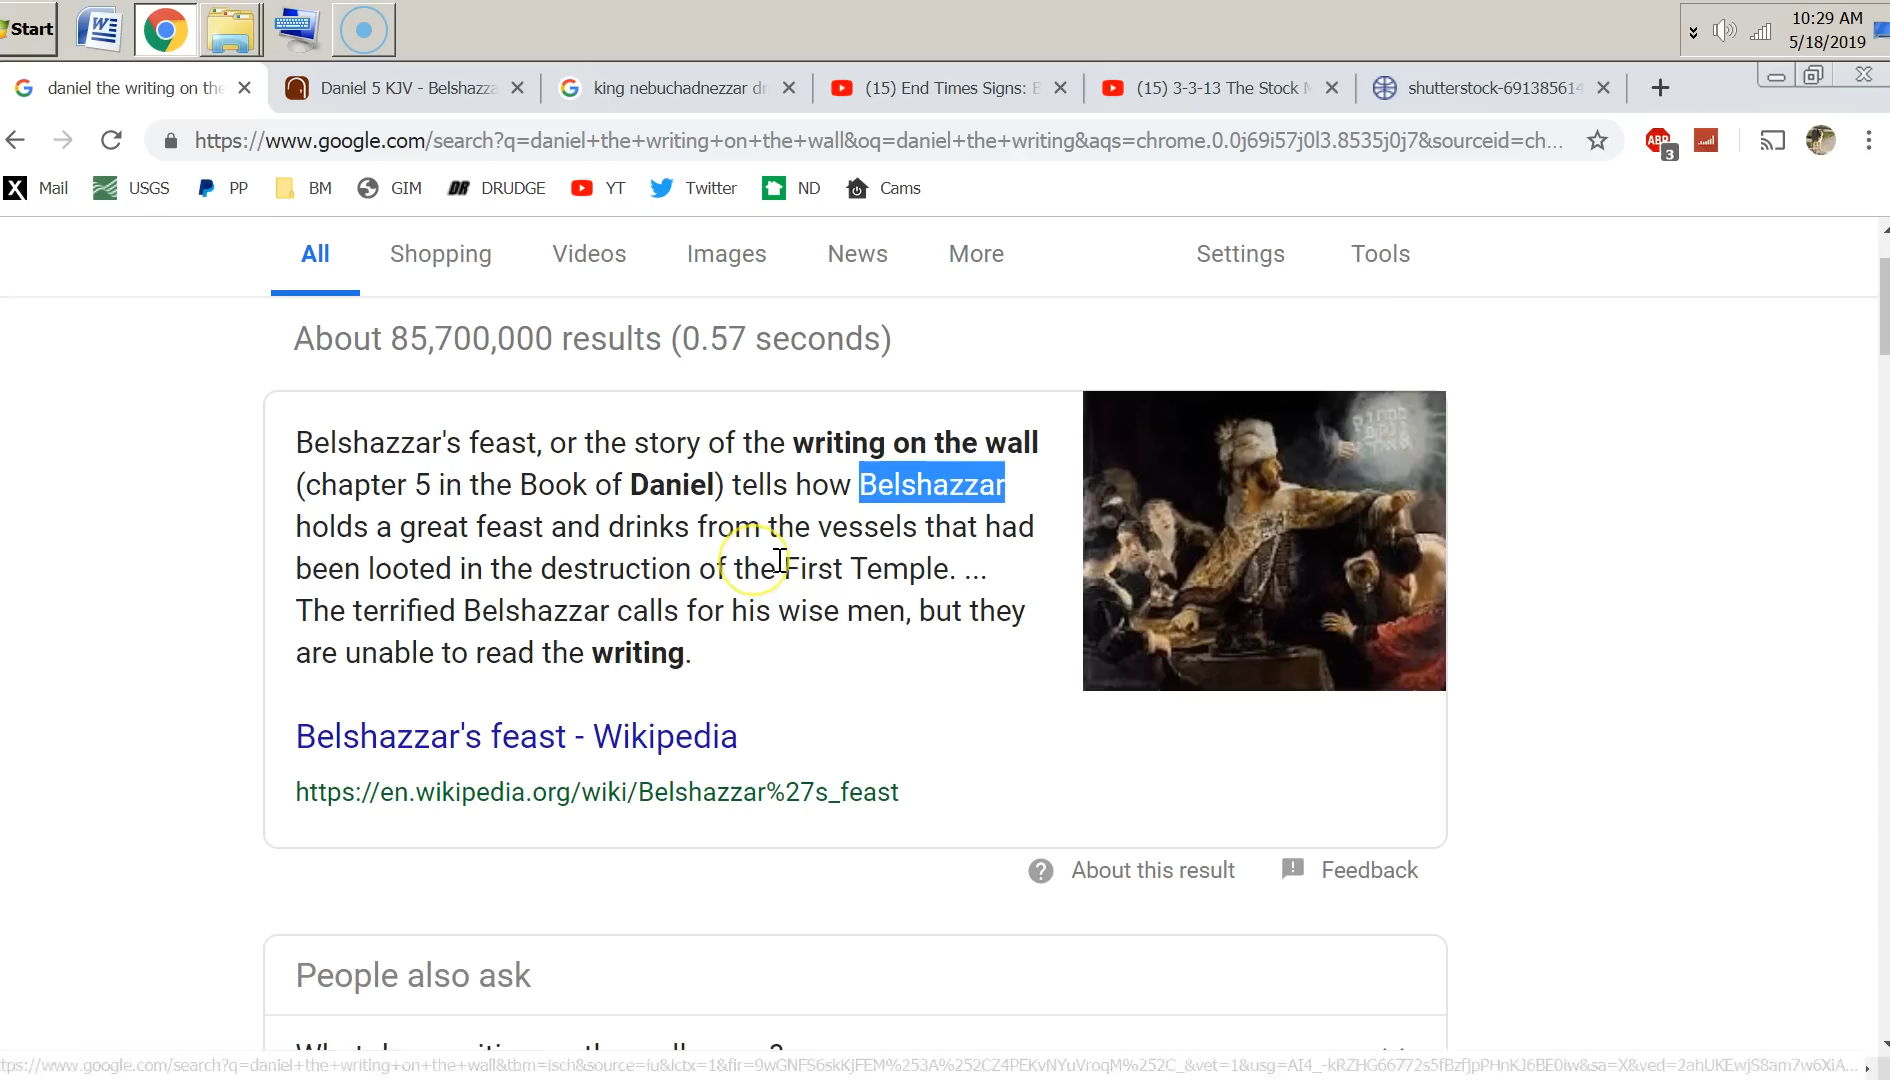 Start
10:29 AM
5/18/2019
daniel the writing on the
Daniel 5 KJV - Belshazza
king nebuchadnezzar dr
(15) End Times Signs: E
(15) 3-3-13 The Stock M
shutterstock-691385614
https://www.google.com/search?q=daniel+the+writing+on+the+wall&oq=daniel+the+writing&aqs=chrome.0.0j69i57j0l3.8535j0j7&sourceid=ch...
ABP
3
X Mail USGS PP BM GIM DR DRUDGE YT Twitter ND Cams
All Shopping Videos Images News More Settings Tools
About 85,700,000 results (0.57 seconds)
Belshazzar's feast, or the story of the writing on the wall
(chapter 5 in the Book of Daniel) tells how Belshazzar
holds a great feast and drinks from the vessels that had
been looted in the destruction of the First Temple. ...
The terrified Belshazzar calls for his wise men, but they
are unable to read the writing.
Belshazzar's feast - Wikipedia
https://en.wikipedia.org/wiki/Belshazzar%27s_feast
About this result Feedback
People also ask